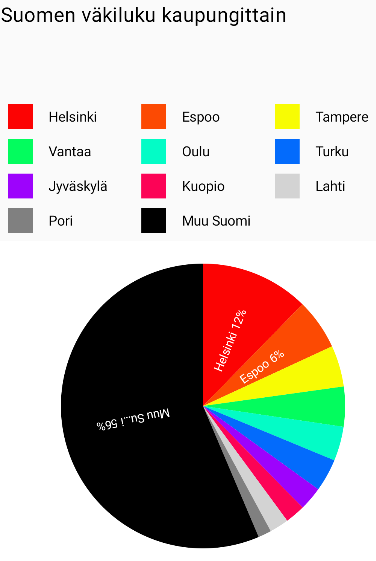 Suomen väkiluku kaupungittain
Helsinki Espoo Tampere
Vantaa Oulu Turku
Jyväskylä Kuopio Lahti
Pori Muu Suomi
Helsinki 12%
Espoo 6%
Muu Su...i 56%